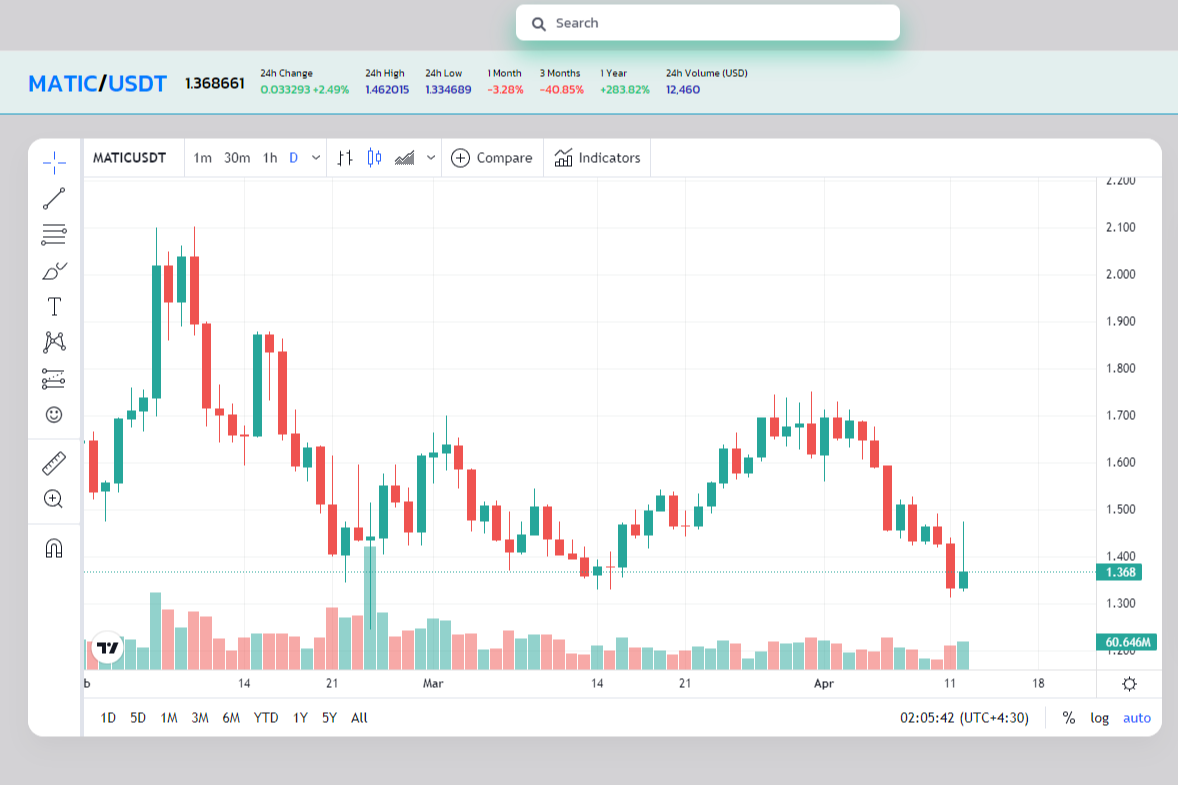 Search
MATIC/USDT 1.368661
24h Change 24h High 24h Low 1 Month 3 Months 1 Year 24h Volume (USD)
0.033293 +2.49% 1.462015 1.334689 -3.28% -40.85% +283.82% 12,460
MATICUSDT 1m 30m 1h D Compare Indicators
2.200
2.100
2.000
1.900
1.800
1.700
1.600
1.500
1.400
1.368
1.300
60.646M
1.200
b 14 21 Mar 14 21 Apr 11 18
1D 5D 1M 3M 6M YTD 1Y 5Y All 02:05:42 (UTC+4:30) % log auto